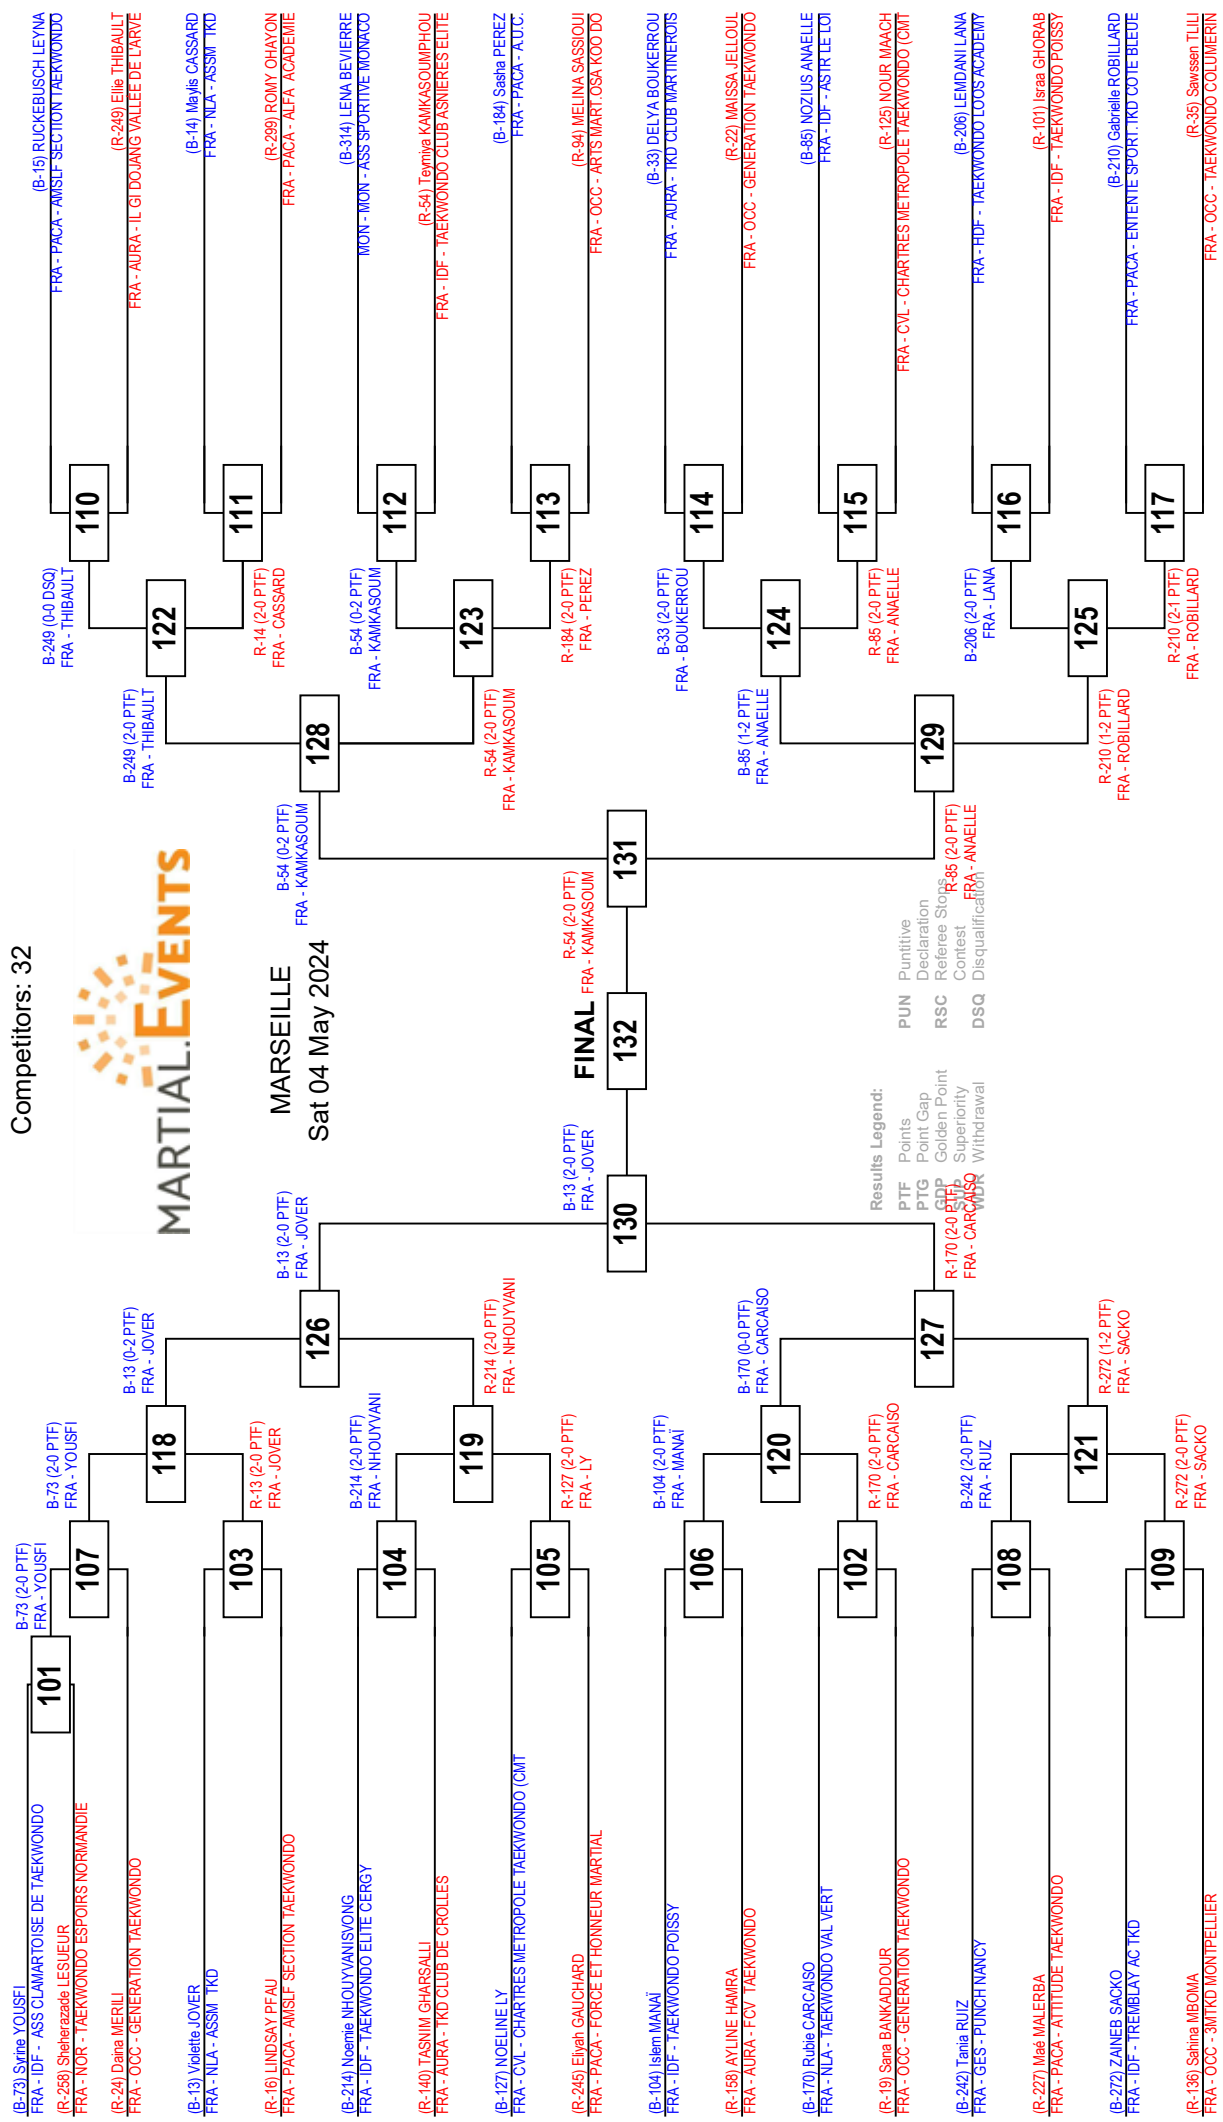 Competitors: 32
MARTIAL.EVENTS
MARSEILLE
Sat 04 May 2024
(B-73) Syrine YOUSFI
FRA - IDF - ASS CLAMARTOISE DE TAEKWONDO
(R-258) Sheherazade LESUEUR
FRA - NOR - TAEKWONDO ESPOIRS NORMANDIE
(R-24) Daina MERILI
FRA - OCC - GENERATION TAEKWONDO
(B-13) Violette JOVER
FRA - NLA - ASSM TKD
(R-16) LINDSAY PFAU
FRA - PACA - AMSLF SECTION TAEKWONDO
(B-214) Noemie NHOUYVANISVONG
FRA - IDF - TAEKWONDO ELITE CERGY
(R-140) TASNIM GHARSALLI
FRA - AURA - TKD CLUB DE CROLLES
(B-127) NOELINE LY
FRA - CVL - CHARTRES METROPOLE TAEKWONDO (CMT
(R-245) Eliyah GAUCHARD
FRA - PACA - FORCE ET HONNEUR MARTIAL
(B-104) Islem MANAÏ
FRA - IDF - TAEKWONDO POISSY
(R-158) AYLINE HAMRA
FRA - AURA - FCV TAEKWONDO
(B-170) Rubie CARCAISO
FRA - NLA - TAEKWONDO VAL VERT
(R-19) Sara BANKADDOUR
FRA - OCC - GENERATION TAEKWONDO
(B-242) Tania RUIZ
FRA - GES - PUNCH NANCY
(R-227) Maé MALERBA
FRA - PACA - ATTITUDE TAEKWONDO
(B-272) ZAINEB SACKO
FRA - IDF - TREMBLAY AC TKD
(R-136) Sahina MBOMA
FRA - OCC - 3MTKD MONTPELLIER
101
B-73 (2-0 PTF)
FRA - YOUSFI
107
103
104
105
106
102
108
109
B-73 (2-0 PTF)
FRA - YOUSFI
R-13 (2-0 PTF)
FRA - JOVER
B-214 (2-0 PTF)
FRA - NHOUYVANI
R-127 (2-0 PTF)
FRA - LY
B-104 (2-0 PTF)
FRA - MANAÏ
R-170 (2-0 PTF)
FRA - CARCAISO
B-242 (2-0 PTF)
FRA - RUIZ
R-272 (2-0 PTF)
FRA - SACKO
118
119
120
121
B-13 (0-2 PTF)
FRA - JOVER
R-214 (2-0 PTF)
FRA - NHOUYVANI
B-170 (0-0 PTF)
FRA - CARCAISO
R-272 (1-2 PTF)
FRA - SACKO
126
127
B-13 (2-0 PTF)
FRA - JOVER
R-170 (2-0 PTF)
FRA - CARCAISO
130
B-13 (2-0 PTF)
FRA - JOVER
FINAL
132
R-54 (2-0 PTF)
FRA - KAMKASOUM
131
Results Legend:
PTF Points
PTG Point Gap
GDP Golden Point
SUP Superiority
WDR Withdrawal
PUN Puntitive
Declaration
RSC Referee Stops
Contest
DSQ Disqualification
B-54 (0-2 PTF)
FRA - KAMKASOUM
R-85 (2-0 PTF)
FRA - ANAELLE
128
129
B-249 (2-0 PTF)
FRA - THIBAULT
R-54 (2-0 PTF)
FRA - KAMKASOUM
B-85 (1-2 PTF)
FRA - ANAELLE
R-210 (1-2 PTF)
FRA - ROBILLARD
122
123
124
125
B-249 (0-0 DSQ)
FRA - THIBAULT
R-14 (2-0 PTF)
FRA - CASSARD
B-54 (0-2 PTF)
FRA - KAMKASOUM
R-184 (2-0 PTF)
FRA - PEREZ
B-33 (2-0 PTF)
FRA - BOUKERROU
R-85 (2-0 PTF)
FRA - ANAELLE
B-206 (2-0 PTF)
FRA - LANA
R-210 (2-1 PTF)
FRA - ROBILLARD
110
111
112
113
114
115
116
117
(B-15) RUCKEBUSCH LEYNA
FRA - PACA - AMSLF SECTION TAEKWONDO
(R-249) Ellie THIBAULT
FRA - AURA - IL GI DOJANG VALLEE DE L'ARVE
(B-14) Maylis CASSARD
FRA - NLA - ASSM TKD
(R-299) ROMY OHAYON
FRA - PACA - ALFA ACADEMIE
(B-314) LENA BEVIERRE
MON - MON - ASS SPORTIVE MONACO
(R-54) Teymiya KAMKASOUMPHOU
FRA - IDF - TAEKWONDO CLUB ASNIERES ELITE
(B-184) Sasha PEREZ
FRA - PACA - A.U.C.
(R-94) MELINA SASSIOUI
FRA - OCC - ARTS MART.OSA KOO DO
(B-33) DELYA BOUKERROU
FRA - AURA - TKD CLUB MARTINEROIS
(R-22) MAISSA JELLOUL
FRA - OCC - GENERATION TAEKWONDO
(B-85) NOZIUS ANAELLE
FRA - IDF - ASTR LE LOI
(R-125) NOUR MAACH
FRA - CVL - CHARTRES METROPOLE TAEKWONDO (CMT
(B-206) LEMDANI LANA
FRA - HDF - TAEKWONDO LOOS ACADEMY
(R-101) Israa GHORAB
FRA - IDF - TAEKWONDO POISSY
(B-210) Gabrielle ROBILLARD
FRA - PACA - ENTENTE SPORT.TKD COTE BLEUE
(R-35) Sawssen TLILI
FRA - OCC - TAEKWONDO COLUMERIN